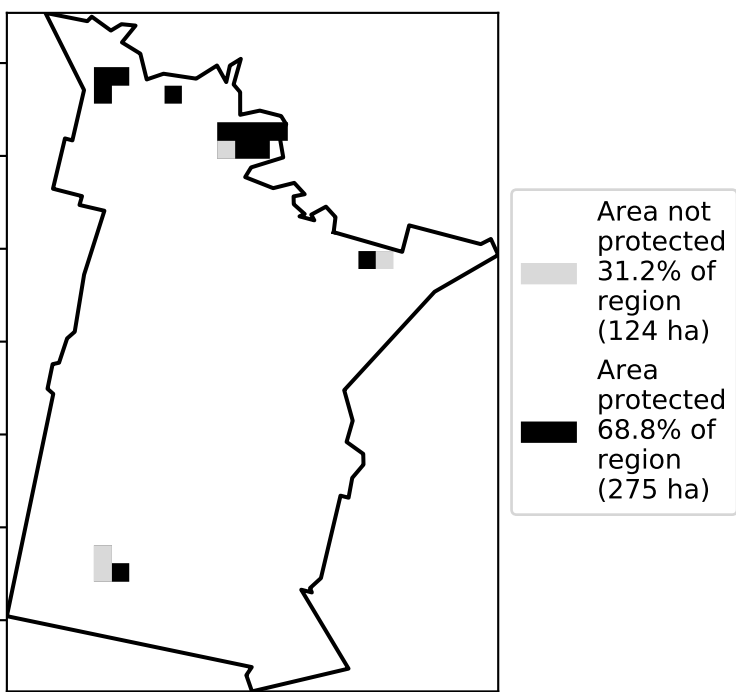 Area not
protected
31.2% of
region
(124 ha)
Area
protected
68.8% of
region
(275 ha)